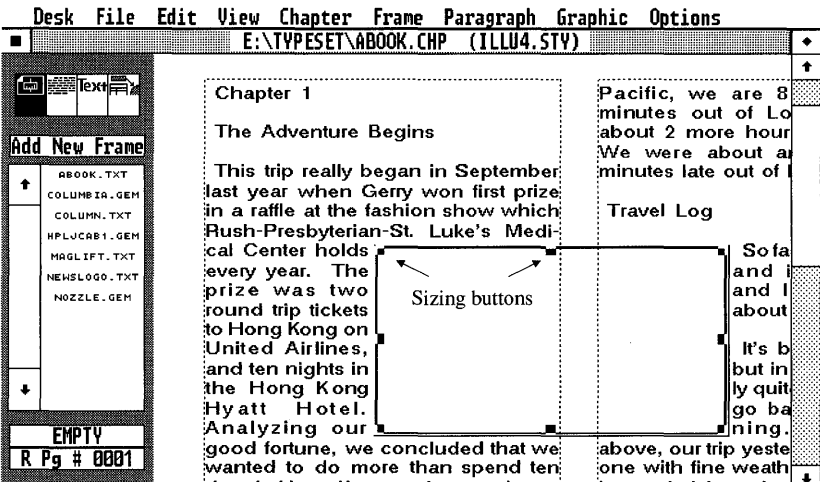 Desk File Edit View Chapter Frame Paragraph Graphic Options
E:\TYPESET\ABOOK.CHP (ILLU4.STY)
Text
Add New Frame
ABOOK.TXT
COLUMBIA.GEM
COLUMN.TXT
HPLJCAB1.GEM
MAGLIFT.TXT
NEWSLOGO.TXT
NOZZLE.GEM
EMPTY
R Pg # 0001
Chapter 1
The Adventure Begins
This trip really began in September
last year when Gerry won first prize
in a raffle at the fashion show which
Rush-Presbyterian-St. Luke's Medi-
cal Center holds
every year. The
prize was two
round trip tickets
to Hong Kong on
United Airlines,
and ten nights in
the Hong Kong
Hyatt Hotel.
Analyzing our
good fortune, we concluded that we
wanted to do more than spend ten
Sizing buttons
Pacific, we are 8
minutes out of Lo
about 2 more hour
We were about a
minutes late out of
Travel Log
So fa
and i
and I
about
It's b
but in
ly quit
go ba
ning.
above, our trip yeste
one with fine weath